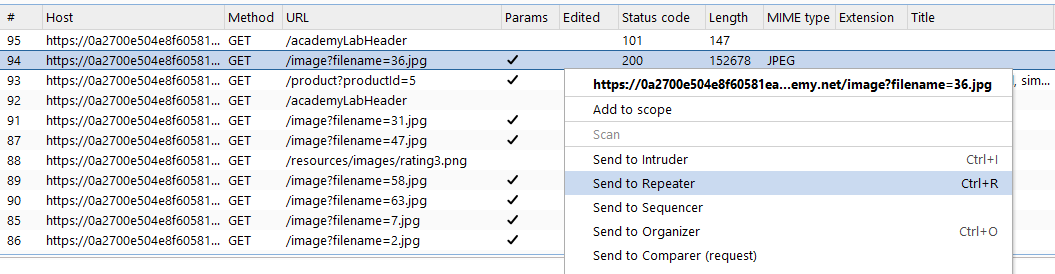 # Host Method URL Params Edited Status code Length MIME type Extension Title
95 https://0a2700e504e8f60581... GET /academyLabHeader 101 147
94 https://0a2700e504e8f60581... GET /image?filename=36.jpg ✓ 200 152678 JPEG
93 https://0a2700e504e8f60581... GET /product?productId=5 ✓ , sim...
https://0a2700e504e8f60581ea...emy.net/image?filename=36.jpg
92 https://0a2700e504e8f60581... GET /academyLabHeader
Add to scope
91 https://0a2700e504e8f60581... GET /image?filename=31.jpg ✓
Scan
87 https://0a2700e504e8f60581... GET /image?filename=47.jpg ✓
88 https://0a2700e504e8f60581... GET /resources/images/rating3.png
Send to Intruder Ctrl+I
89 https://0a2700e504e8f60581... GET /image?filename=58.jpg ✓
Send to Repeater Ctrl+R
90 https://0a2700e504e8f60581... GET /image?filename=63.jpg ✓
Send to Sequencer
85 https://0a2700e504e8f60581... GET /image?filename=7.jpg ✓
Send to Organizer Ctrl+O
86 https://0a2700e504e8f60581... GET /image?filename=2.jpg ✓
Send to Comparer (request)